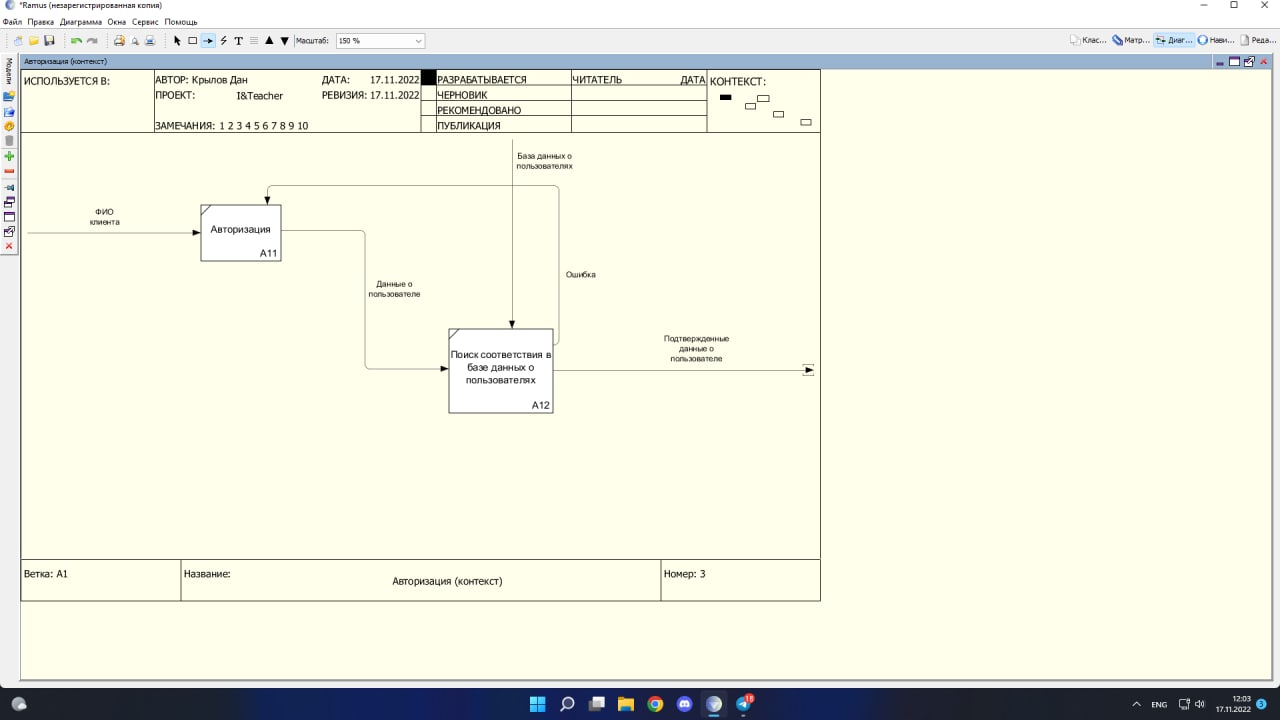 *Ramus (незарегистрированная копия)
Файл Правка Диаграмма Окна Сервис Помощь
Масштаб: 150 %
Клас... Матр... Диаг... Нави... Реда...
Модели
Авторизация (контекст)
ИСПОЛЬЗУЕТСЯ В:
АВТОР: Крылов Дан
ДАТА: 17.11.2022
ПРОЕКТ: I&Teacher
РЕВИЗИЯ: 17.11.2022
ЗАМЕЧАНИЯ: 1 2 3 4 5 6 7 8 9 10
РАЗРАБАТЫВАЕТСЯ
ЧЕРНОВИК
РЕКОМЕНДОВАНО
ПУБЛИКАЦИЯ
ЧИТАТЕЛЬ
ДАТА
КОНТЕКСТ:
База данных о
пользователях
ФИО
клиента
Авторизация
A11
Ошибка
Данные о
пользователе
Поиск соответствия в
базе данных о
пользователях
A12
Подтвержденные
данные о
пользователе
Ветка: A1
Название:
Авторизация (контекст)
Номер: 3
18
ENG
12:03
17.11.2022
3